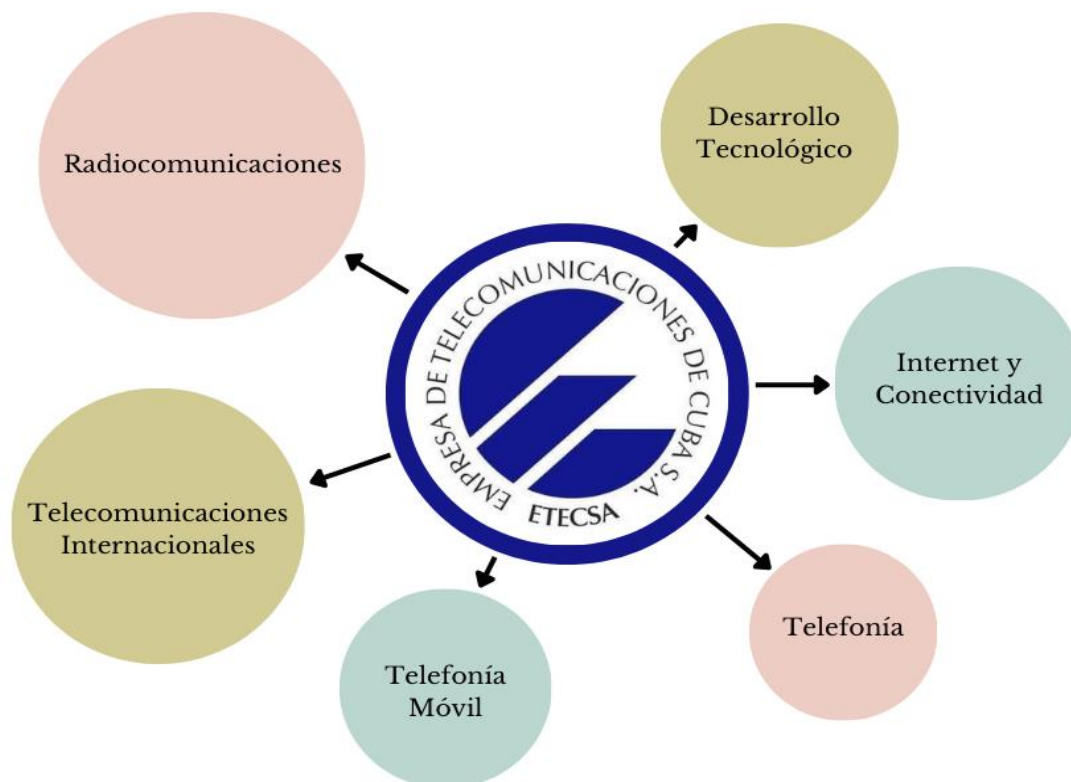 Radiocomunicaciones
Desarrollo
Tecnológico
EMPRESA DE TELECOMUNICACIONES DE CUBA S.A.
ETECSA
Internet y
Conectividad
Telecomunicaciones
Internacionales
Telefonía
Telefonía
Móvil